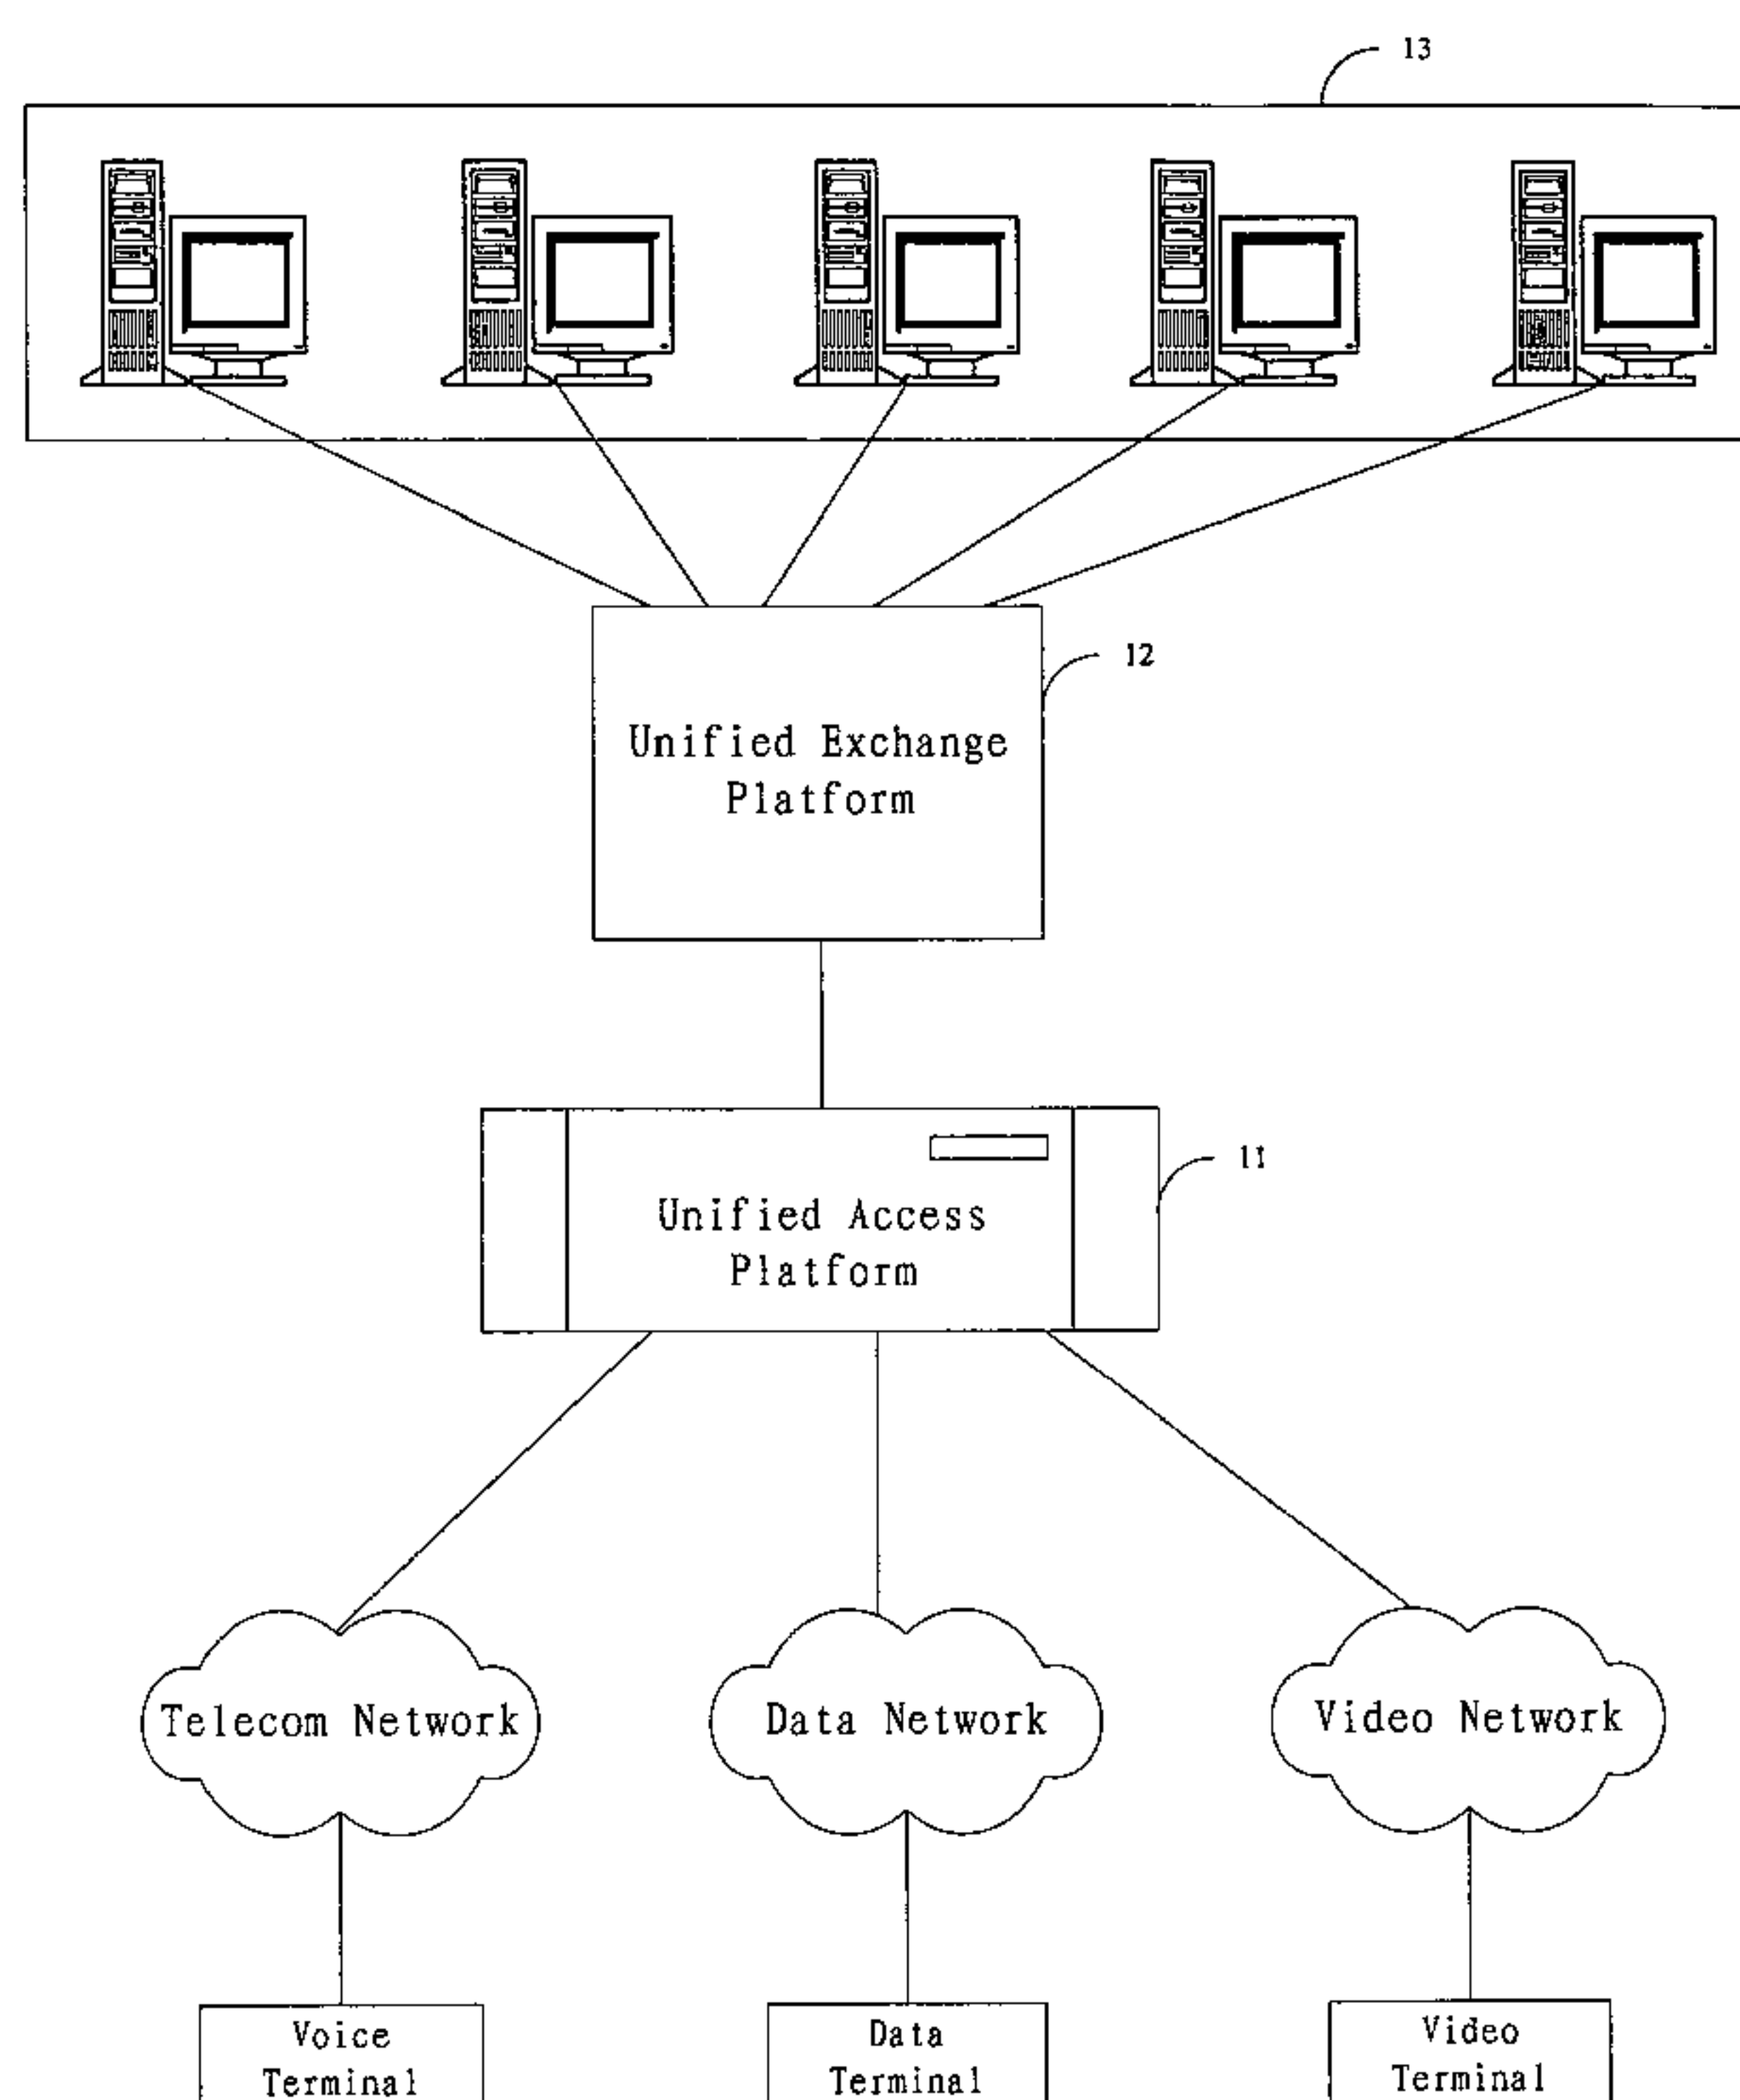 13
12
Unified Exchange
Platform
11
Unified Access
Platform
Telecom Network
Data Network
Video Network
Voice
Terminal
Data
Terminal
Video
Terminal